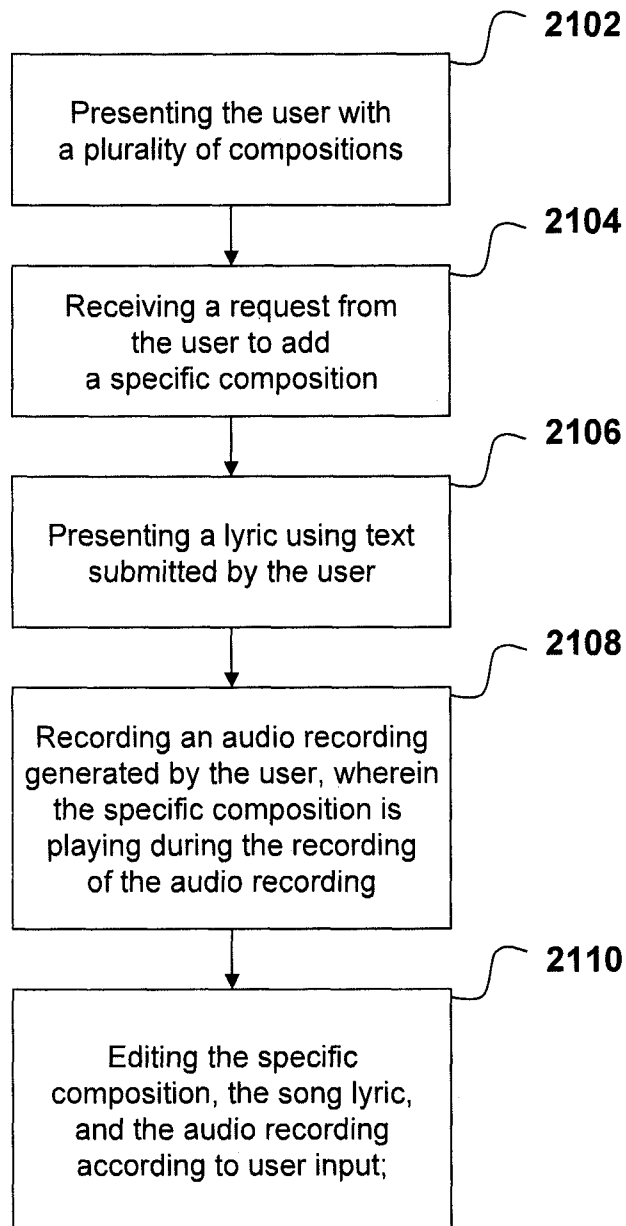 2102
Presenting the user with
a plurality of compositions
2104
Receiving a request from
the user to add
a specific composition
2106
Presenting a lyric using text
submitted by the user
2108
Recording an audio recording
generated by the user, wherein
the specific composition is
playing during the recording
of the audio recording
2110
Editing the specific
composition, the song lyric,
and the audio recording
according to user input;